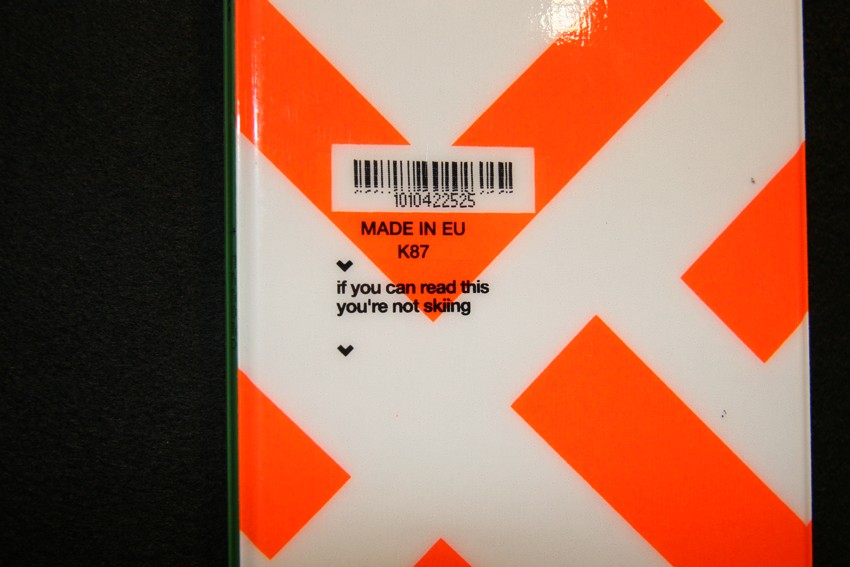 1010422525
MADE IN EU
K87
if you can read this
you're not skiing